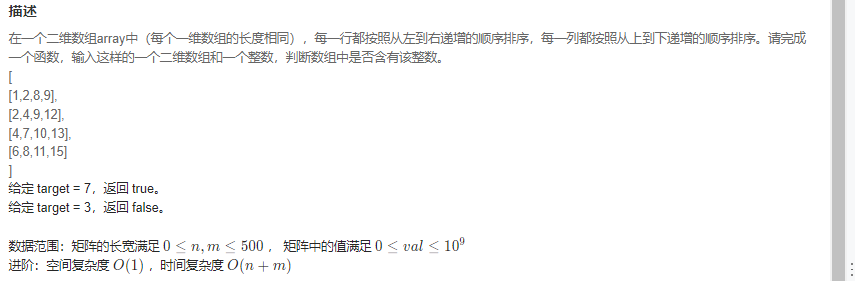 描述
在一个二维数组array中（每个一维数组的长度相同），每一行都按照从左到右递增的顺序排序，每一列都按照从上到下递增的顺序排序。请完成
一个函数，输入这样的一个二维数组和一个整数，判断数组中是否含有该整数。
[
[1,2,8,9],
[2,4,9,12],
[4,7,10,13],
[6,8,11,15]
]
给定 target = 7，返回 true。
给定 target = 3，返回 false。
数据范围：矩阵的长宽满足 0 ≤ n, m ≤ 500 ， 矩阵中的值满足 0 ≤ val ≤ 10⁹
进阶：空间复杂度 O(1) ，时间复杂度 O(n + m)